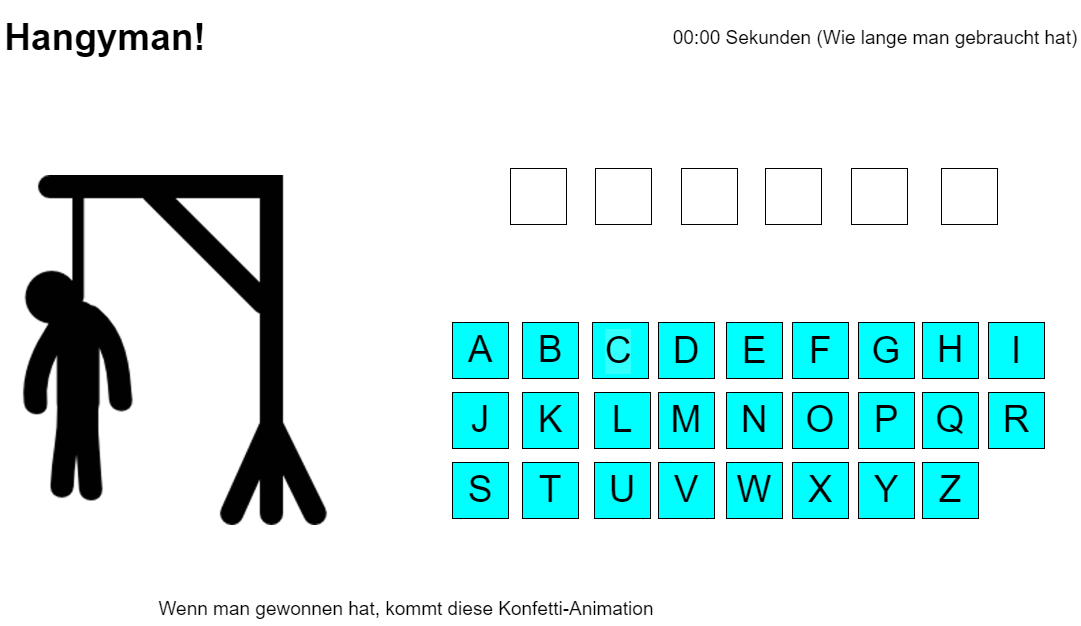 Hangyman!
00:00 Sekunden (Wie lange man gebraucht hat)
A B C D E F G H I
J K L M N O P Q R
S T U V W X Y Z
Wenn man gewonnen hat, kommt diese Konfetti-Animation